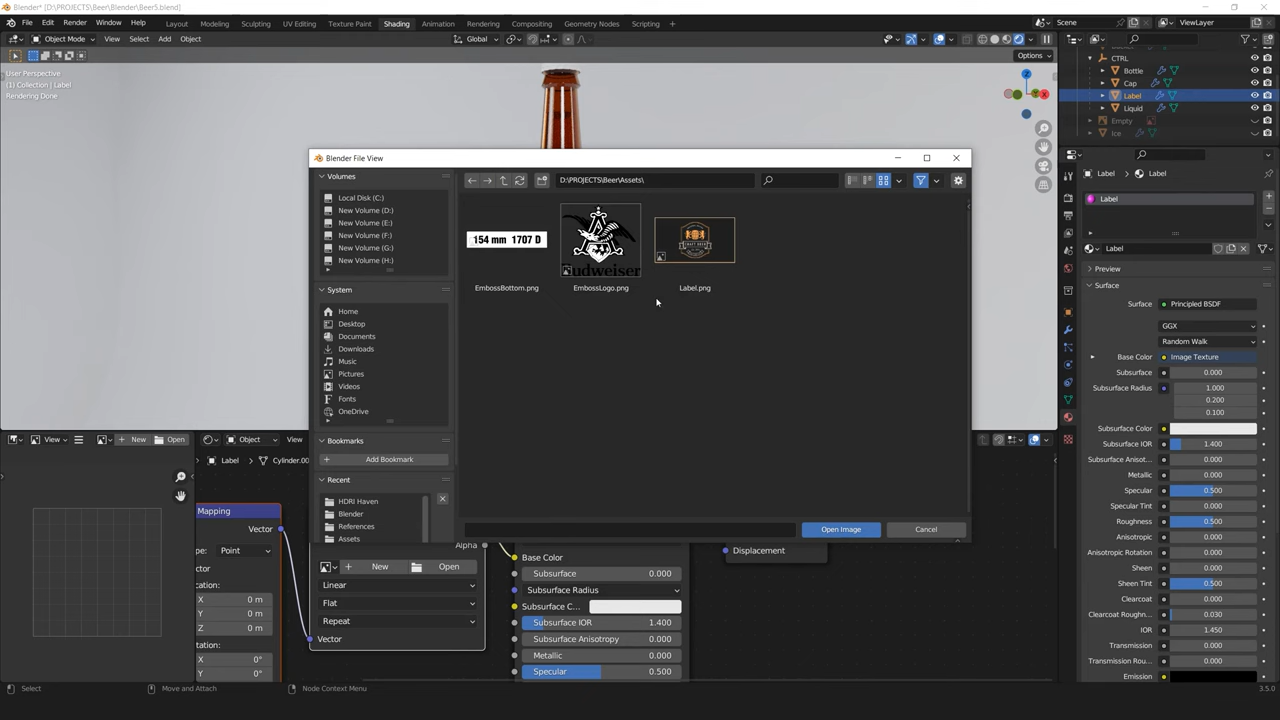 Blender* [D:\PROJECTS\Beer\Blender\Beer5.blend]
File Edit Render Window Help Layout Modeling Sculpting UV Editing Texture Paint Shading Animation Rendering Compositing Geometry Nodes Scripting + Scene ViewLayer
Object Mode View Select Add Object Global
Options
User Perspective
(1) Collection | Label
Rendering Done
Z
X
CTRL
Bottle
Cap
Label
Liquid
Empty
Ice
Blender File View
Volumes
Local Disk (C:)
New Volume (D:)
New Volume (E:)
New Volume (F:)
New Volume (G:)
New Volume (H:)
System
Home
Desktop
Documents
Downloads
Music
Pictures
Videos
Fonts
OneDrive
Bookmarks
Add Bookmark
Recent
HDRI Haven
Blender
References
Assets
D:\PROJECTS\Beer\Assets\
154 mm 1707 D
udweiser
CRAFT BEER
EmbossBottom.png EmbossLogo.png Label.png
Open Image Cancel
Label Label
Label
Label
Preview
Surface
Surface Principled BSDF
GGX
Random Walk
Base Color Image Texture
Subsurface 0.000
Subsurface Radius 1.000
0.200
0.100
Subsurface Color
Subsurface IOR 1.400
Subsurface Anisot... 0.000
Metallic 0.000
Specular 0.500
Specular Tint 0.000
Roughness 0.500
Anisotropic 0.000
Anisotropic Rotation 0.000
Sheen 0.000
Sheen Tint 0.500
Clearcoat 0.000
Clearcoat Roughn... 0.030
IOR 1.450
Transmission 0.000
Transmission Rou... 0.000
Emission
View New Open Object View
Label Cylinder.00
Mapping
Vector
Point
X 0 m
Y 0 m
Z 0 m
X 0°
Y 0°
Alpha
New Open
Linear
Flat
Repeat
Vector
Base Color
Subsurface 0.000
Subsurface Radius
Subsurface C...
Subsurface IOR 1.400
Subsurface Anisotropy 0.000
Metallic 0.000
Specular 0.500
Displacement
Select Move and Attach Node Context Menu 3.5.0